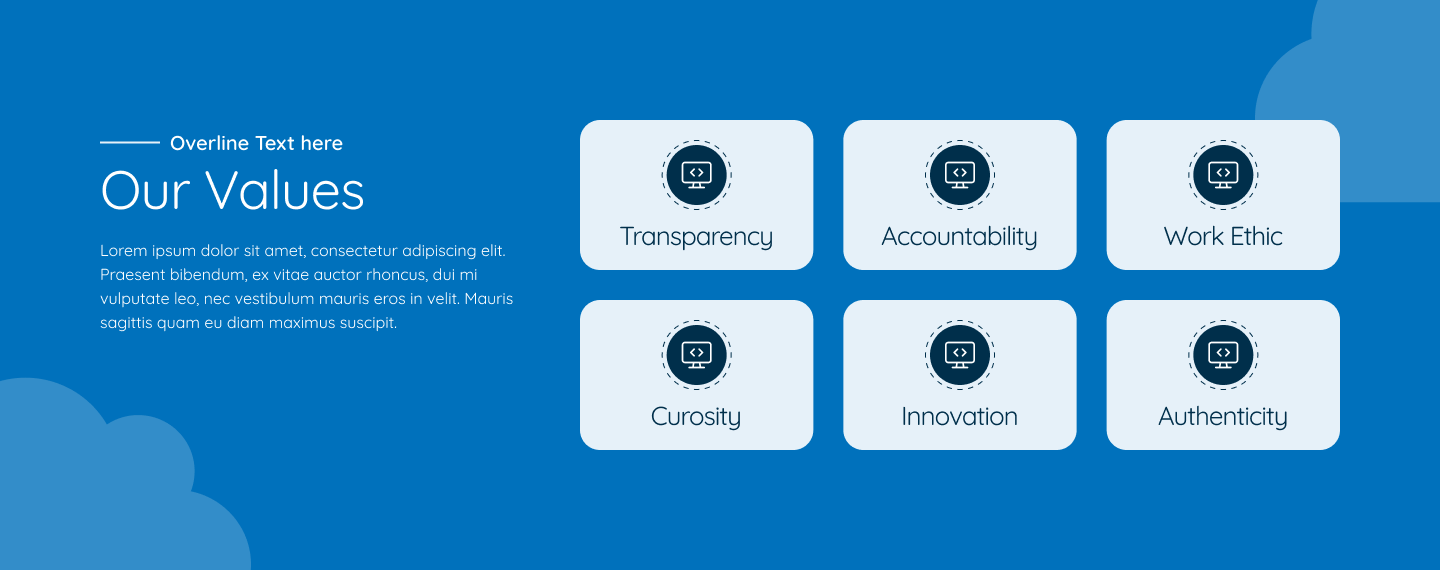 Overline Text here
Our Values
Lorem ipsum dolor sit amet, consectetur adipiscing elit.
Praesent bibendum, ex vitae auctor rhoncus, dui mi
vulputate leo, nec vestibulum mauris eros in velit. Mauris
sagittis quam eu diam maximus suscipit.
Transparency
Accountability
Work Ethic
Curosity
Innovation
Authenticity